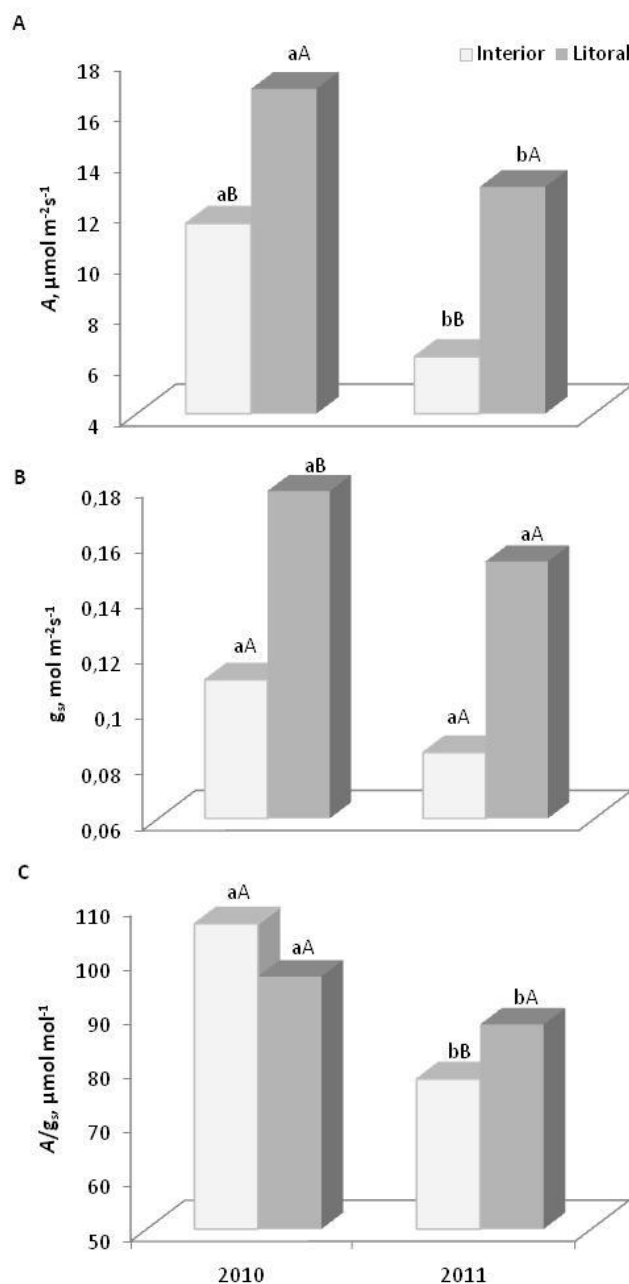 A
Interior Litoral
18
16
14
12
10
8
6
4
A, µmol m⁻²s⁻¹
aB
aA
bB
bA
B
0,18
0,16
0,14
0,12
0,1
0,08
0,06
gₛ, mol m⁻²s⁻¹
aA
aB
aA
aA
C
110
100
90
80
70
60
50
A/gₛ, µmol mol⁻¹
aA
aA
bB
bA
2010 2011